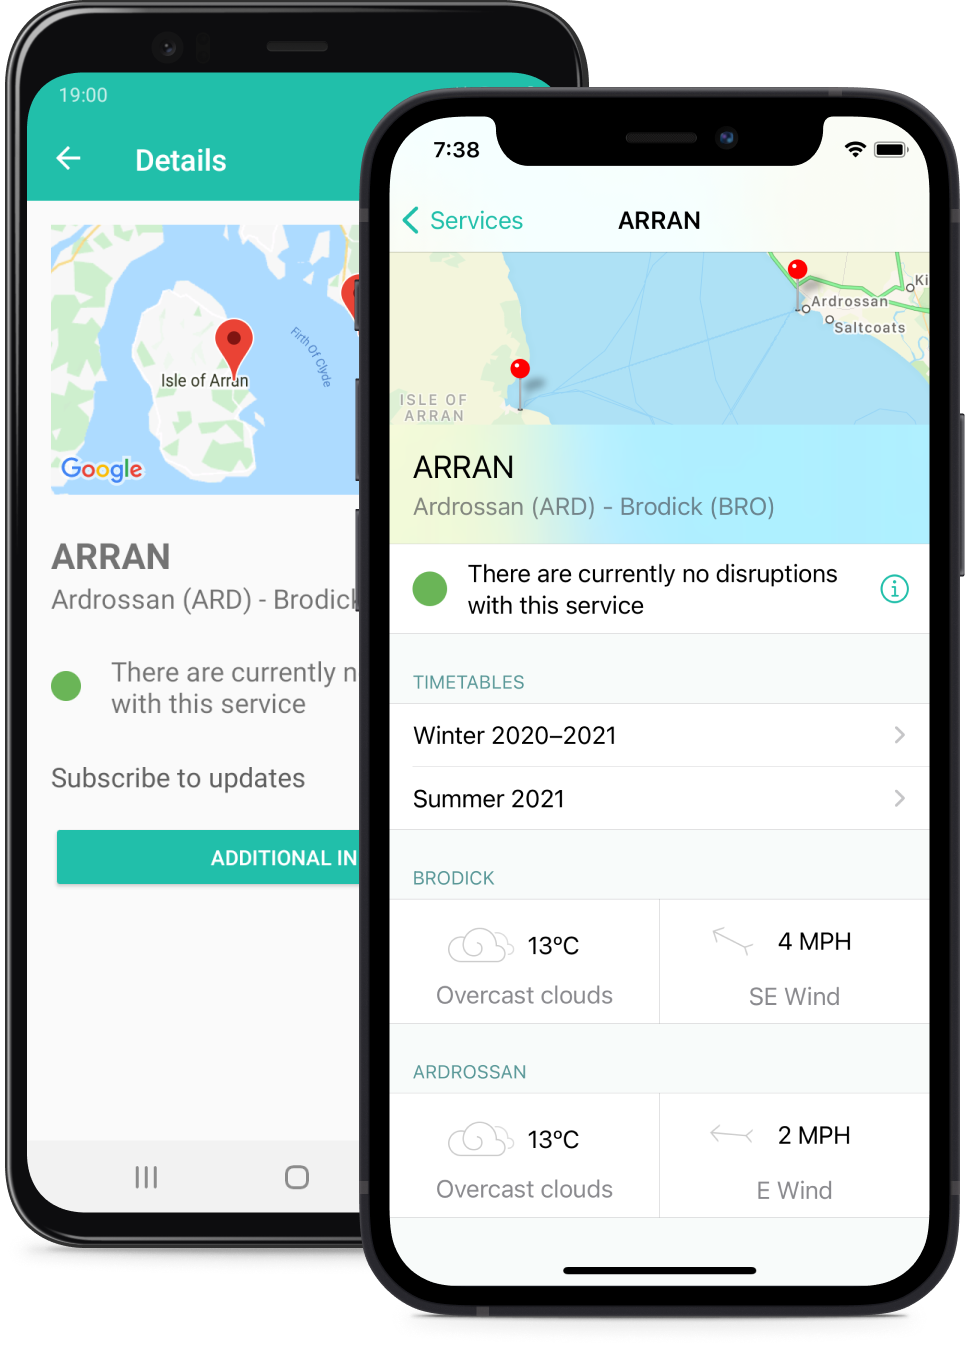 19:00
Details
Firth Of Clyde
Isle of Arran
Google
ARRAN
Ardrossan (ARD) - Brodick
There are currently n
with this service
Subscribe to updates
ADDITIONAL IN
7:38
Services
ARRAN
Ki
Ardrossan
Saltcoats
ISLE OF
ARRAN
ARRAN
Ardrossan (ARD) - Brodick (BRO)
There are currently no disruptions
with this service
TIMETABLES
Winter 2020–2021
Summer 2021
BRODICK
13ºC
4 MPH
Overcast clouds
SE Wind
ARDROSSAN
13ºC
2 MPH
Overcast clouds
E Wind